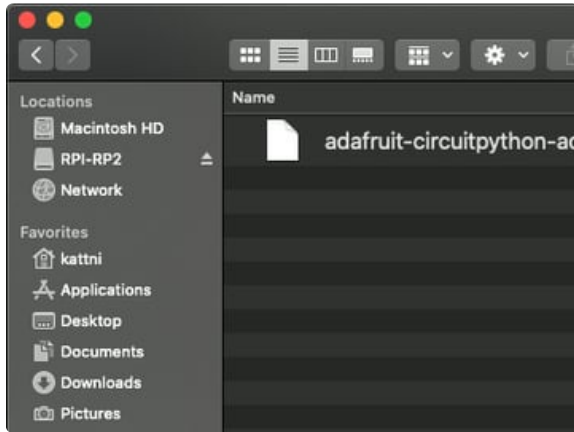 Locations
Macintosh HD
RPI-RP2
Network
Favorites
kattni
Applications
Desktop
Documents
Downloads
Pictures
Name
adafruit-circuitpython-